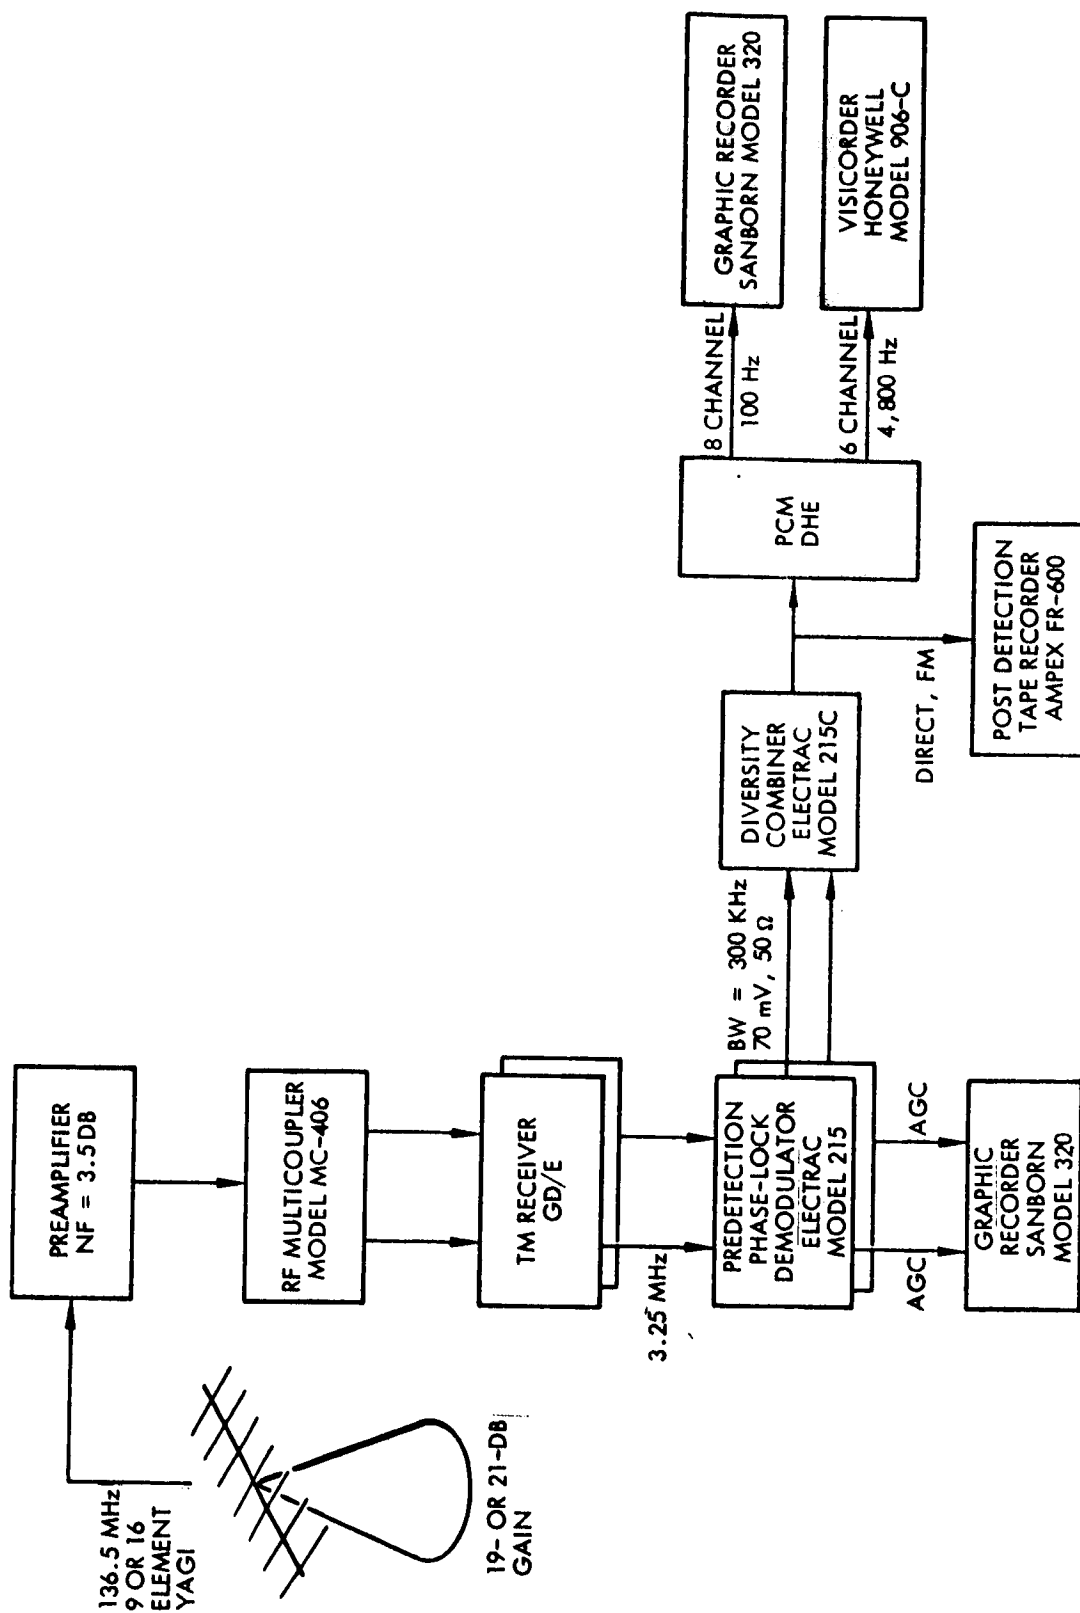 136.5 MHz
9 OR 16
ELEMENT
YAGI
19- OR 21-DB
GAIN
PREAMPLIFIER
NF = 3.5DB
RF MULTICOUPLER
MODEL MC-406
TM RECEIVER
GD/E
3.25 MHz
PREDETECTION
PHASE-LOCK
DEMODULATOR
ELECTRAC
MODEL 215
AGC
AGC
GRAPHIC
RECORDER
SANBORN
MODEL 320
BW = 300 KHz
70 mV, 50 Ω
DIVERSITY
COMBINER
ELECTRAC
MODEL 215C
DIRECT, FM
POST DETECTION
TAPE RECORDER
AMPEX FR-600
PCM
DHE
8 CHANNEL
100 Hz
6 CHANNEL
4,800 Hz
GRAPHIC RECORDER
SANBORN MODEL 320
VISICORDER
HONEYWELL
MODEL 906-C